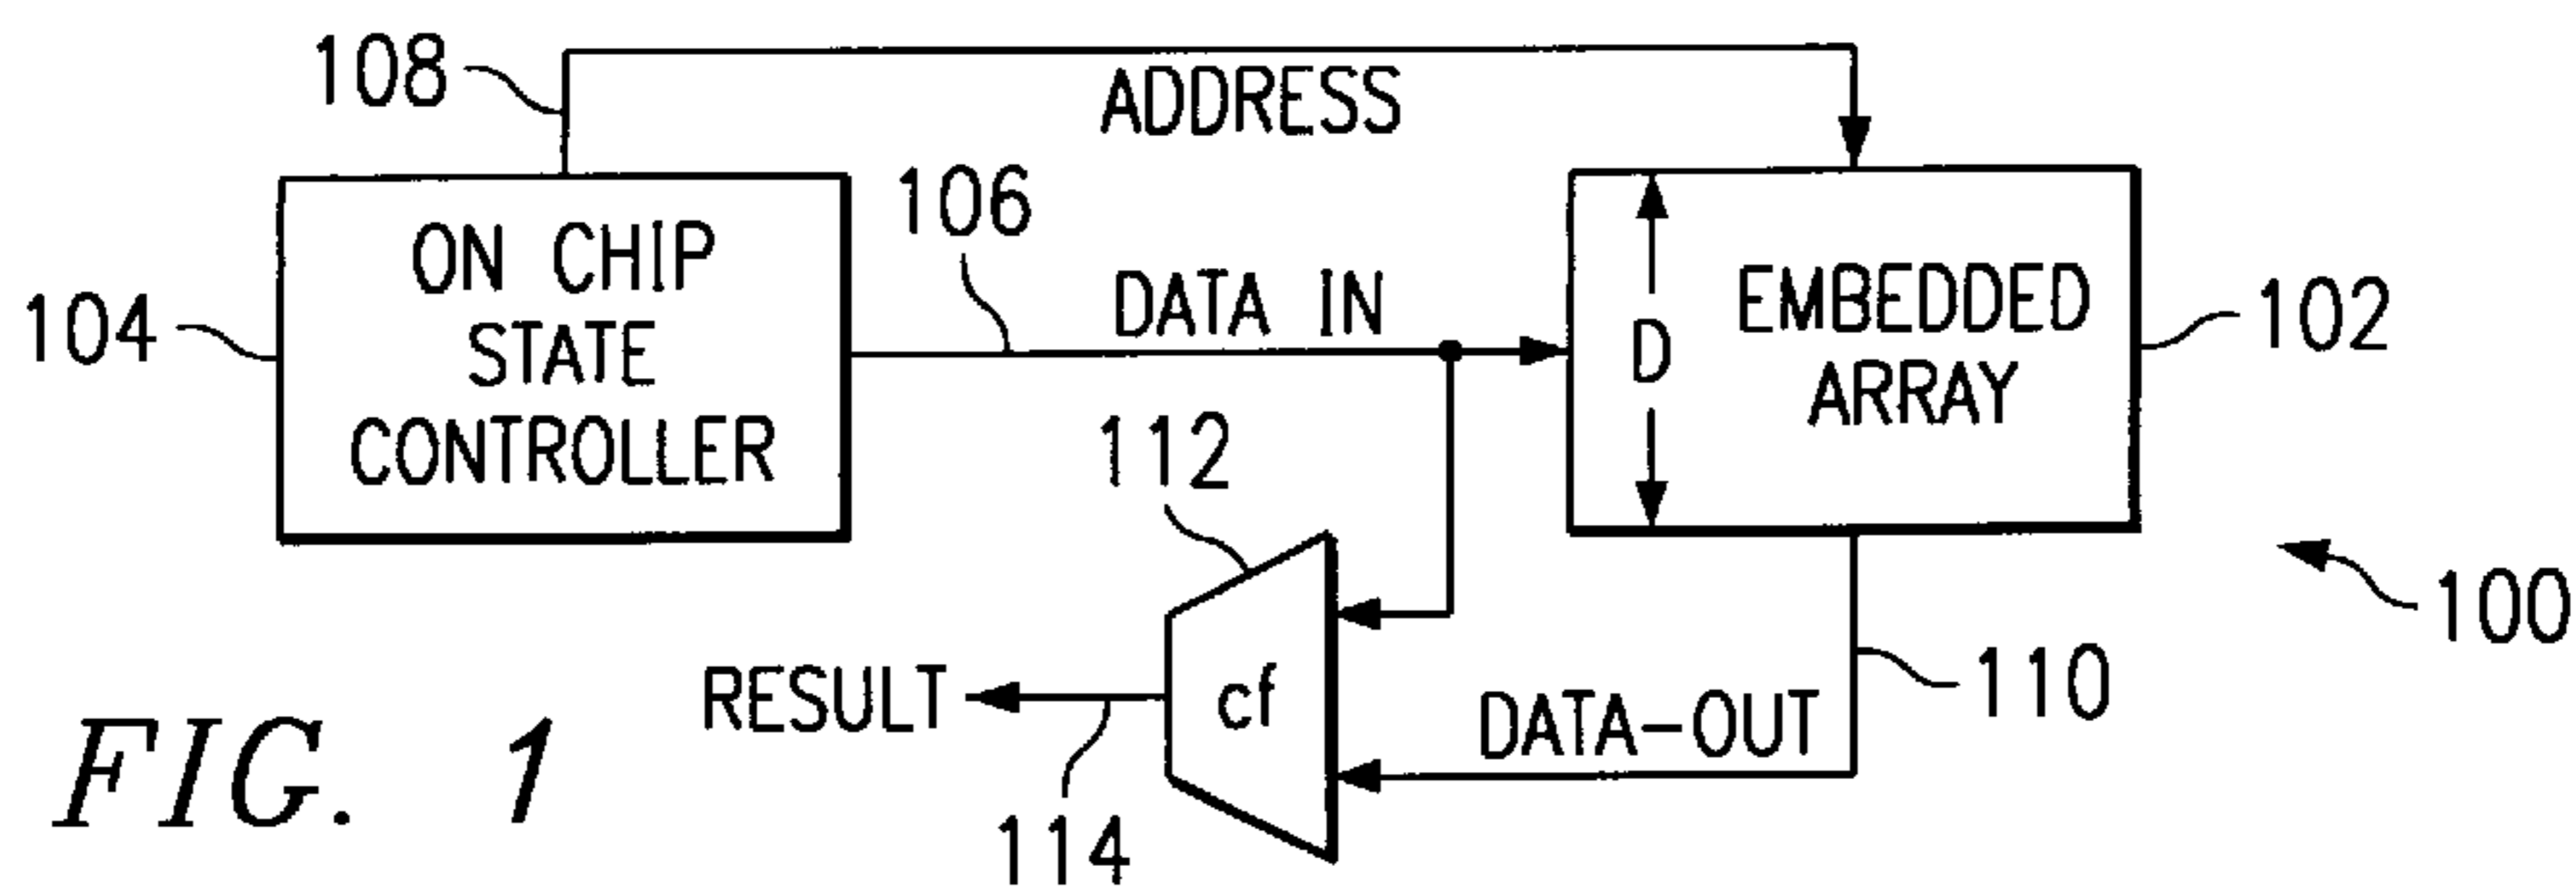 108
ADDRESS
106
ON CHIP
STATE
CONTROLLER
104
DATA IN
D
EMBEDDED
ARRAY
102
112
100
110
cf
RESULT
DATA-OUT
114
FIG. 1